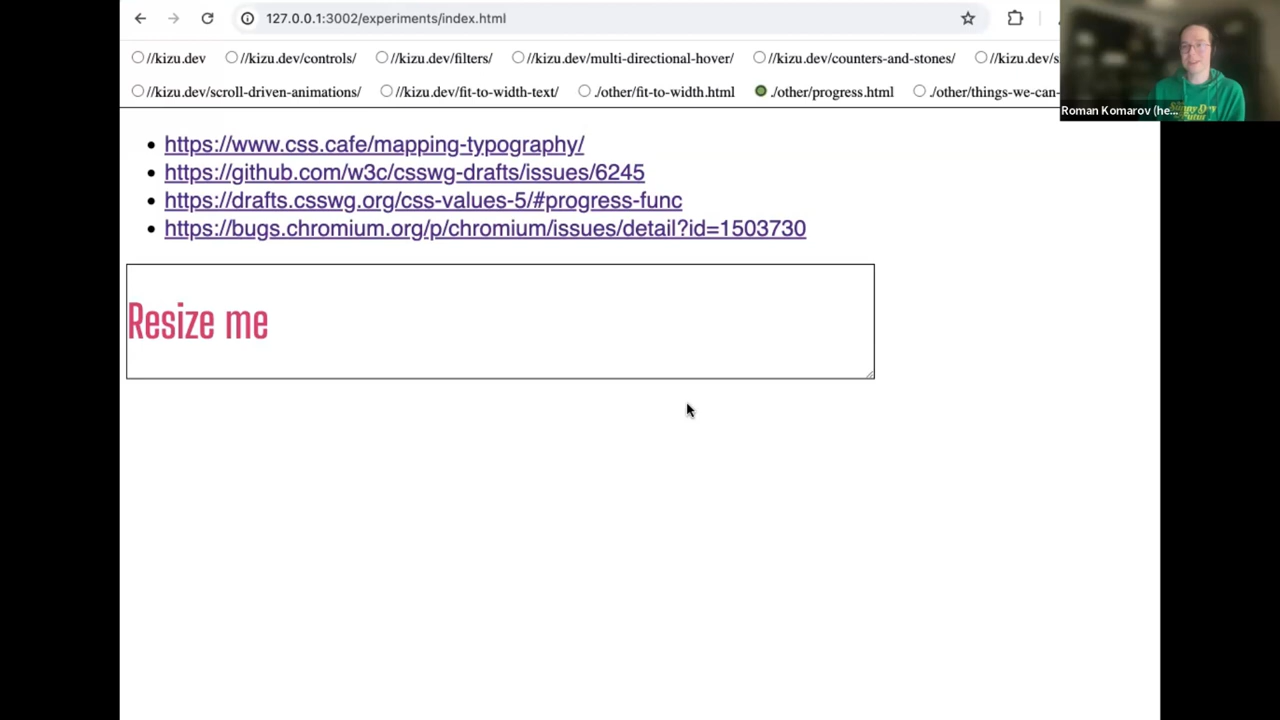 127.0.0.1:3002/experiments/index.html
//kizu.dev //kizu.dev/controls/ //kizu.dev/filters/ //kizu.dev/multi-directional-hover/ //kizu.dev/counters-and-stones/ //kizu.dev/s
//kizu.dev/scroll-driven-animations/ //kizu.dev/fit-to-width-text/ ./other/fit-to-width.html ./other/progress.html ./other/things-we-can-
Roman Komarov (he...
https://www.css.cafe/mapping-typography/
https://github.com/w3c/csswg-drafts/issues/6245
https://drafts.csswg.org/css-values-5/#progress-func
https://bugs.chromium.org/p/chromium/issues/detail?id=1503730
Resize me